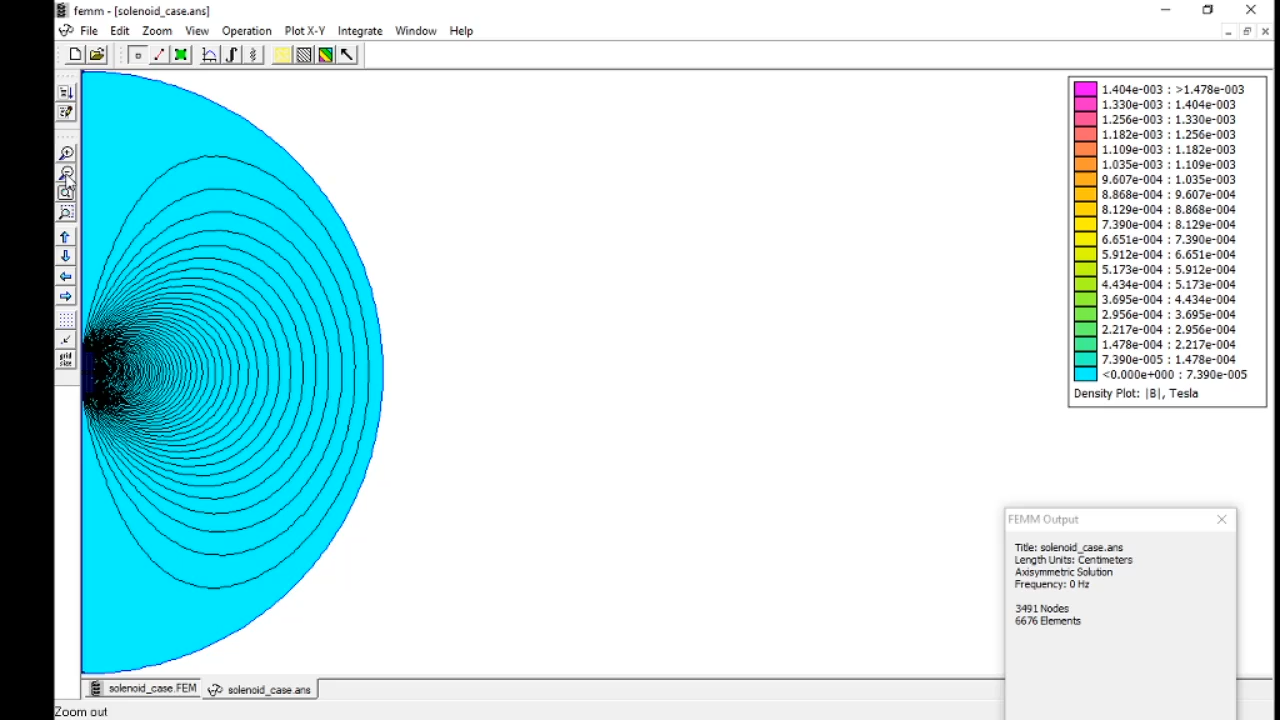 femm - [solenoid_case.ans]
File Edit Zoom View Operation Plot X-Y Integrate Window Help
grid
size
1.404e-003 : >1.478e-003
1.330e-003 : 1.404e-003
1.256e-003 : 1.330e-003
1.182e-003 : 1.256e-003
1.109e-003 : 1.182e-003
1.035e-003 : 1.109e-003
9.607e-004 : 1.035e-003
8.868e-004 : 9.607e-004
8.129e-004 : 8.868e-004
7.390e-004 : 8.129e-004
6.651e-004 : 7.390e-004
5.912e-004 : 6.651e-004
5.173e-004 : 5.912e-004
4.434e-004 : 5.173e-004
3.695e-004 : 4.434e-004
2.956e-004 : 3.695e-004
2.217e-004 : 2.956e-004
1.478e-004 : 2.217e-004
7.390e-005 : 1.478e-004
<0.000e+000 : 7.390e-005
Density Plot: |B|, Tesla
FEMM Output
Title: solenoid_case.ans
Length Units: Centimeters
Axisymmetric Solution
Frequency: 0 Hz
3491 Nodes
6676 Elements
solenoid_case.FEM solenoid_case.ans
Zoom out